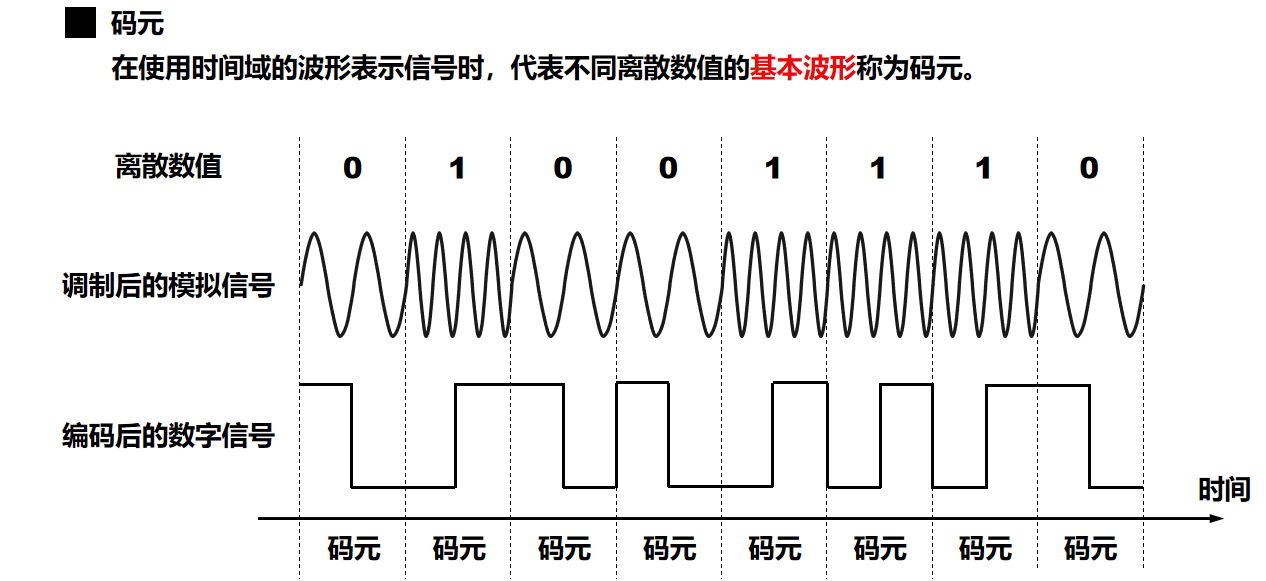 码元
在使用时间域的波形表示信号时，代表不同离散数值的基本波形称为码元。
离散数值 0 1 0 0 1 1 1 0
调制后的模拟信号
编码后的数字信号
时间
码元 码元 码元 码元 码元 码元 码元 码元